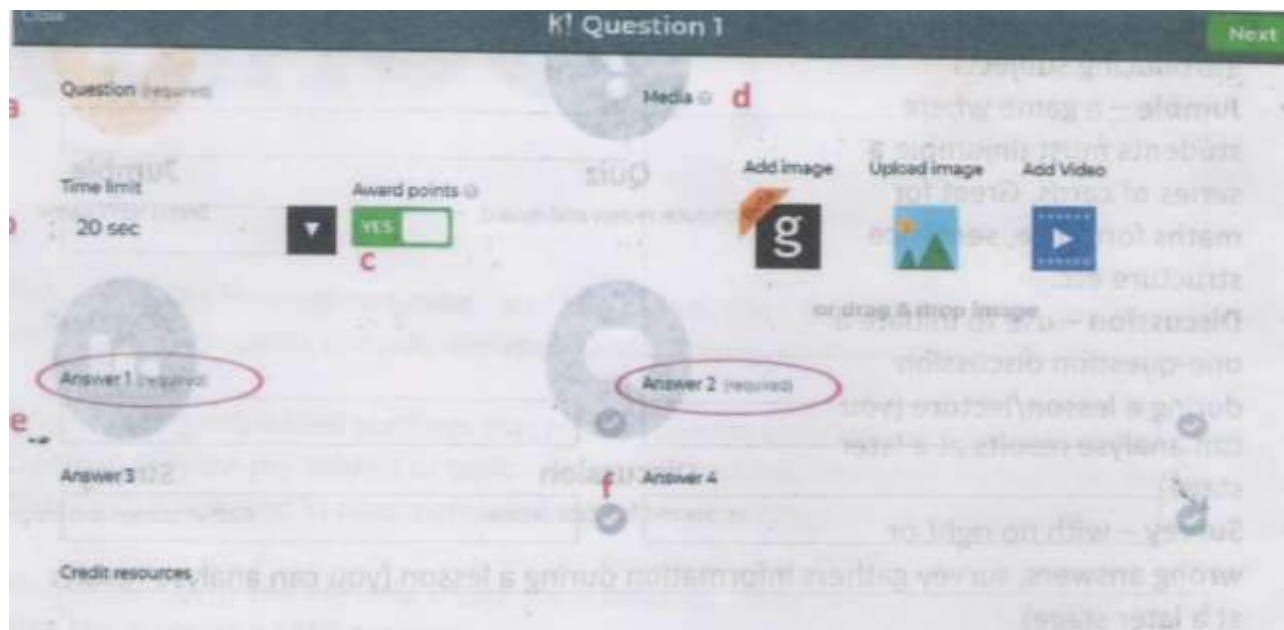 Close K! Question 1 Next
Question (required)
Media d
Time limit
Award points
Add image Upload image Add Video
20 sec
YES
g
c
or drag & drop image
Answer 1 (required) Answer 2 (required)
e
Answer 3 f Answer 4
Credit resources
Quiz
Jumble
Discussion
Jumble – a game where
students must unjumble a
series of cards. Great for
structure etc.
Discussion – use to initiate a
one-question discussion
during a lesson/lecture (you
can analyse results at a later
stage)
Survey – with no right or
wrong answers, survey gathers information during a lesson (you can analyse results
at a later stage)